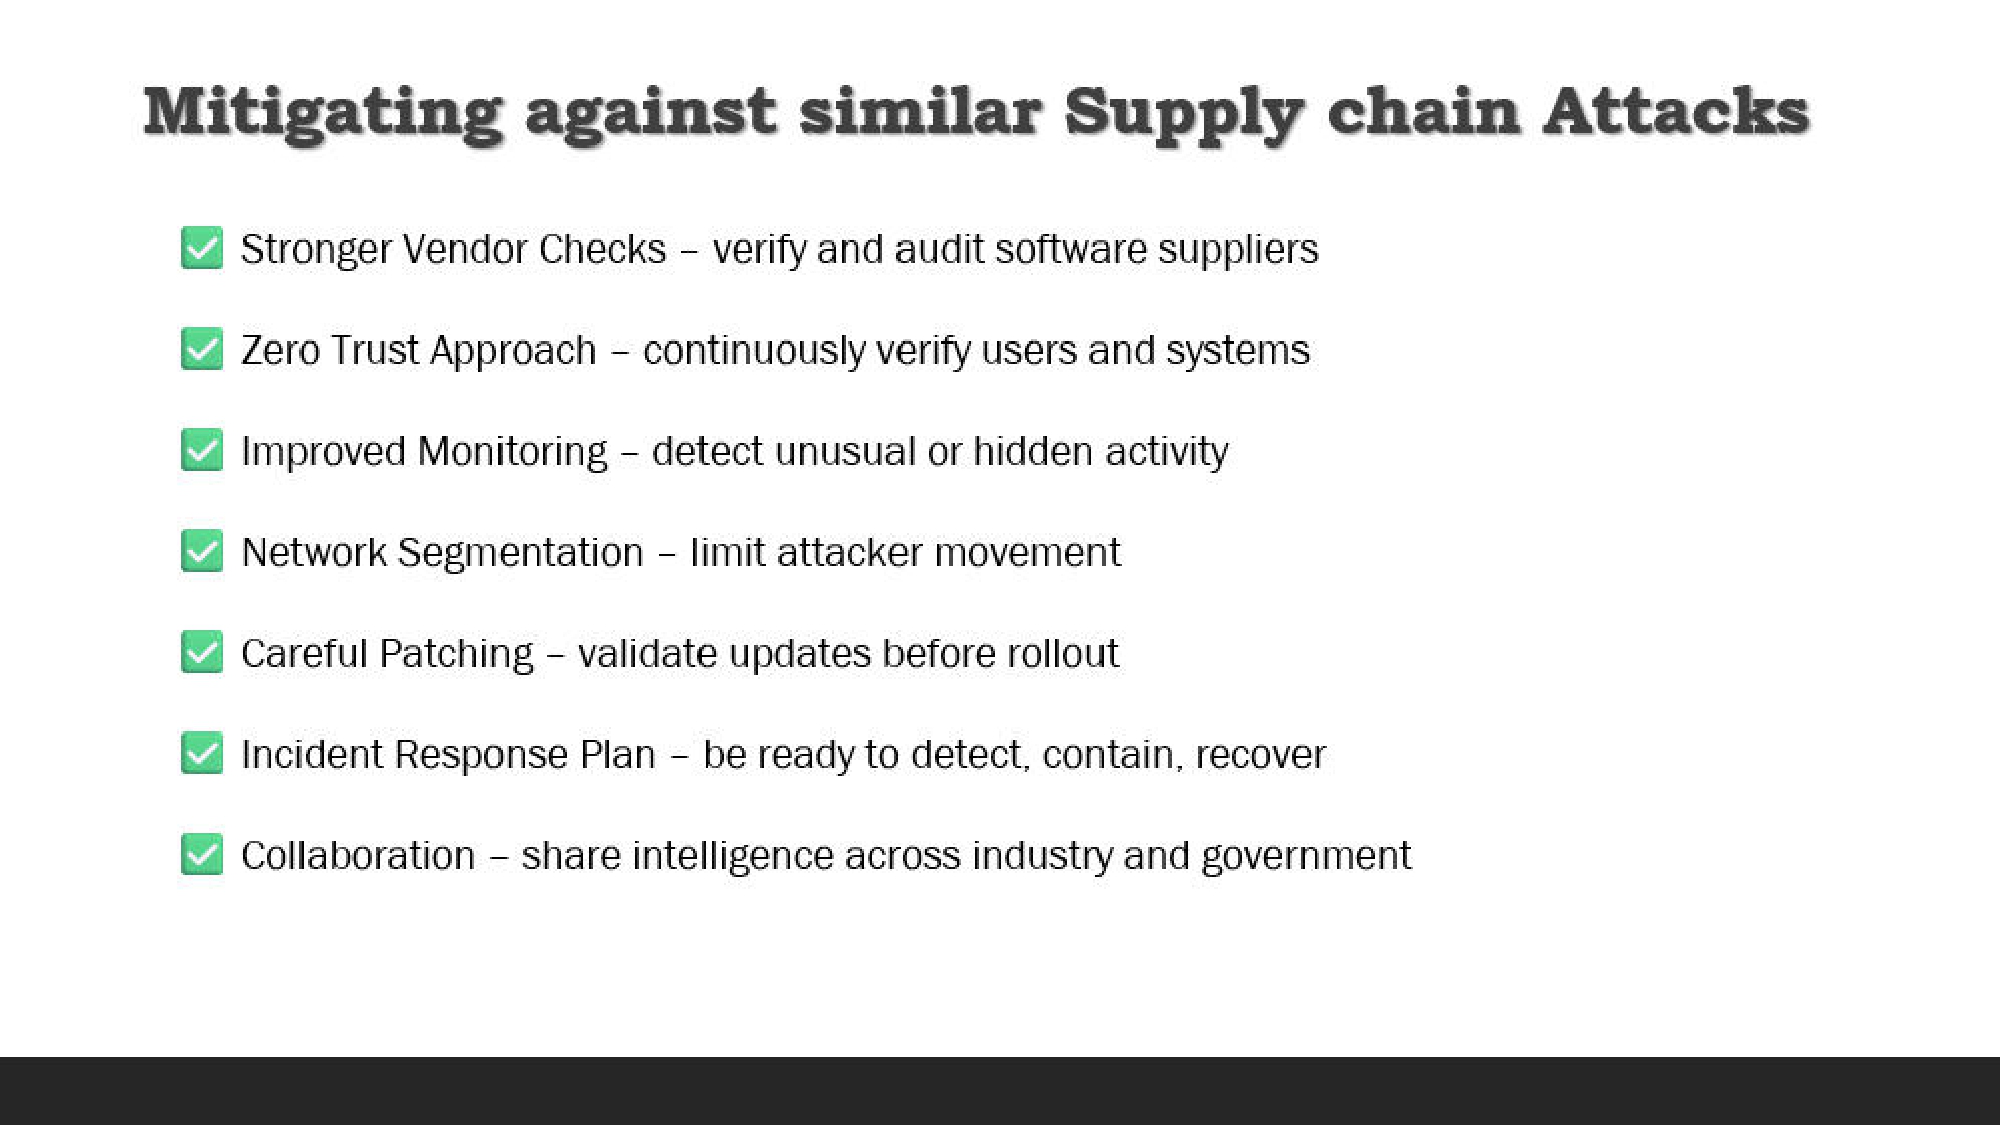 Mitigating against similar Supply chain Attacks
✅ Stronger Vendor Checks – verify and audit software suppliers
✅ Zero Trust Approach – continuously verify users and systems
✅ Improved Monitoring – detect unusual or hidden activity
✅ Network Segmentation – limit attacker movement
✅ Careful Patching – validate updates before rollout
✅ Incident Response Plan – be ready to detect, contain, recover
✅ Collaboration – share intelligence across industry and government